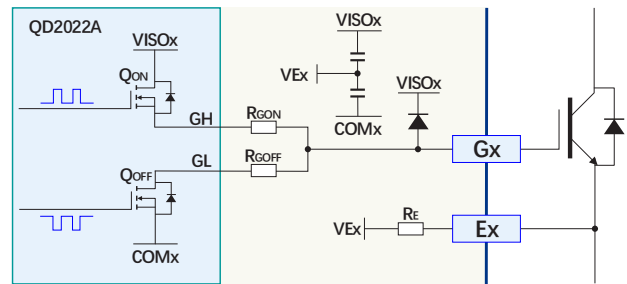 QD2022A
VISOx
QON
GH
QOFF
GL
COMx
RGON
RGOFF
VISOx
VEx
COMx
VISOx
Gx
VEx
RE
Ex